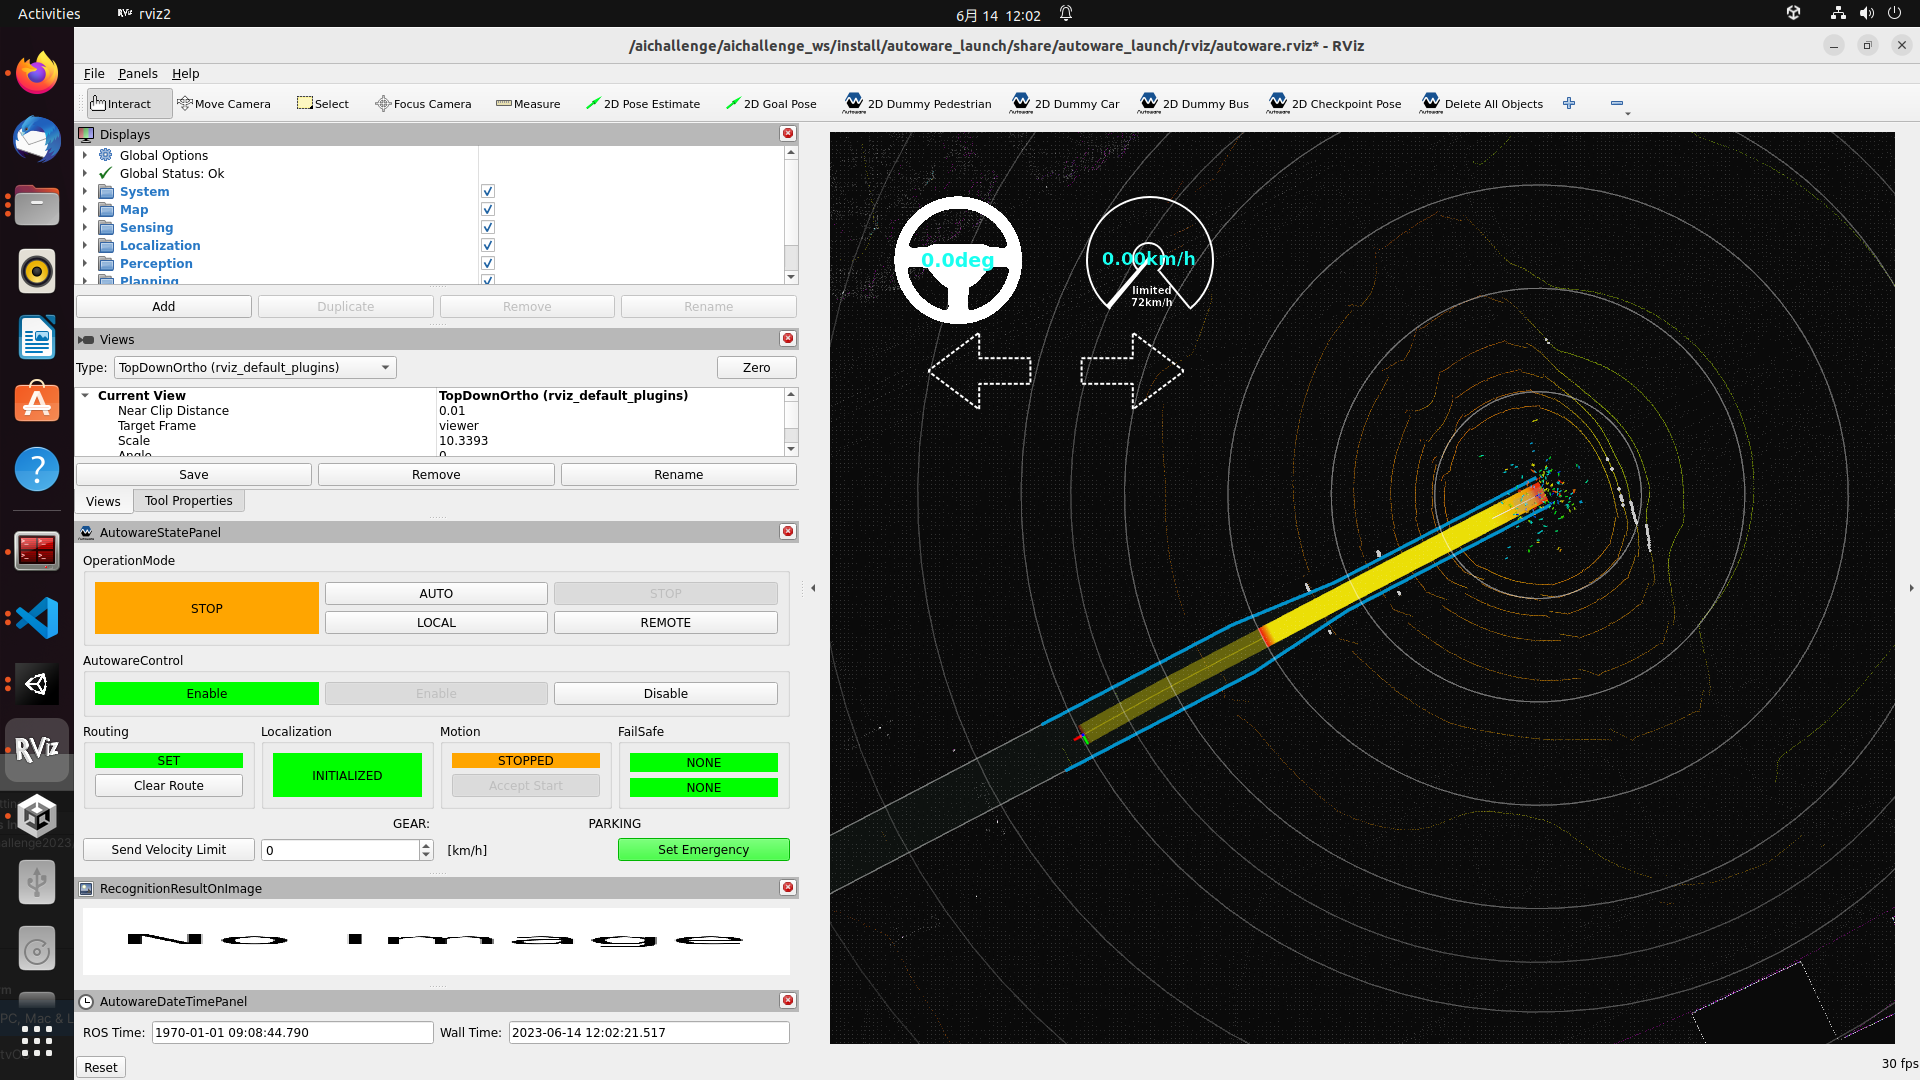 Activities
rviz2
6月 14 12:02
/aichallenge/aichallenge_ws/install/autoware_launch/share/autoware_launch/rviz/autoware.rviz* - RViz
File Panels Help
Interact Move Camera Select Focus Camera Measure 2D Pose Estimate 2D Goal Pose 2D Dummy Pedestrian 2D Dummy Car 2D Dummy Bus 2D Checkpoint Pose Delete All Objects
Displays
Global Options
Global Status: Ok
System
Map
Sensing
Localization
Perception
Planning
Add Duplicate Remove Rename
Views
Type: TopDownOrtho (rviz_default_plugins) Zero
Current View TopDownOrtho (rviz_default_plugins)
Near Clip Distance 0.01
Target Frame viewer
Scale 10.3393
Angle 0
Save Remove Rename
Views Tool Properties
AutowareStatePanel
OperationMode
STOP AUTO STOP
LOCAL REMOTE
AutowareControl
Enable Enable Disable
Routing Localization Motion FailSafe
SET INITIALIZED STOPPED NONE
Clear Route Accept Start NONE
GEAR: PARKING
Send Velocity Limit 0 [km/h] Set Emergency
RecognitionResultOnImage
No Image
AutowareDateTimePanel
ROS Time: 1970-01-01 09:08:44.790 Wall Time: 2023-06-14 12:02:21.517
Reset
0.0deg
0.00km/h
limited
72km/h
30 fps
RViz